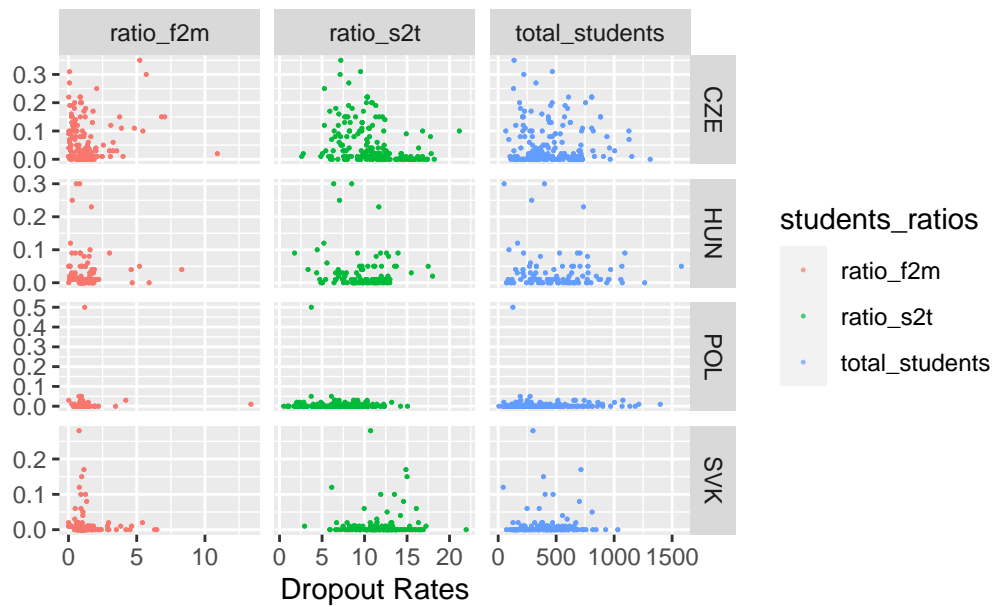 ratio_f2m ratio_s2t total_students
0.3
0.2
0.1
0.0
CZE
0.3
0.2
0.1
0.0
HUN
students_ratios
ratio_f2m
ratio_s2t
total_students
0.5
0.4
0.3
0.2
0.1
0.0
POL
0.2
0.1
0.0
SVK
0 5 10 0 5 10 15 20 0 500 1000 1500
Dropout Rates